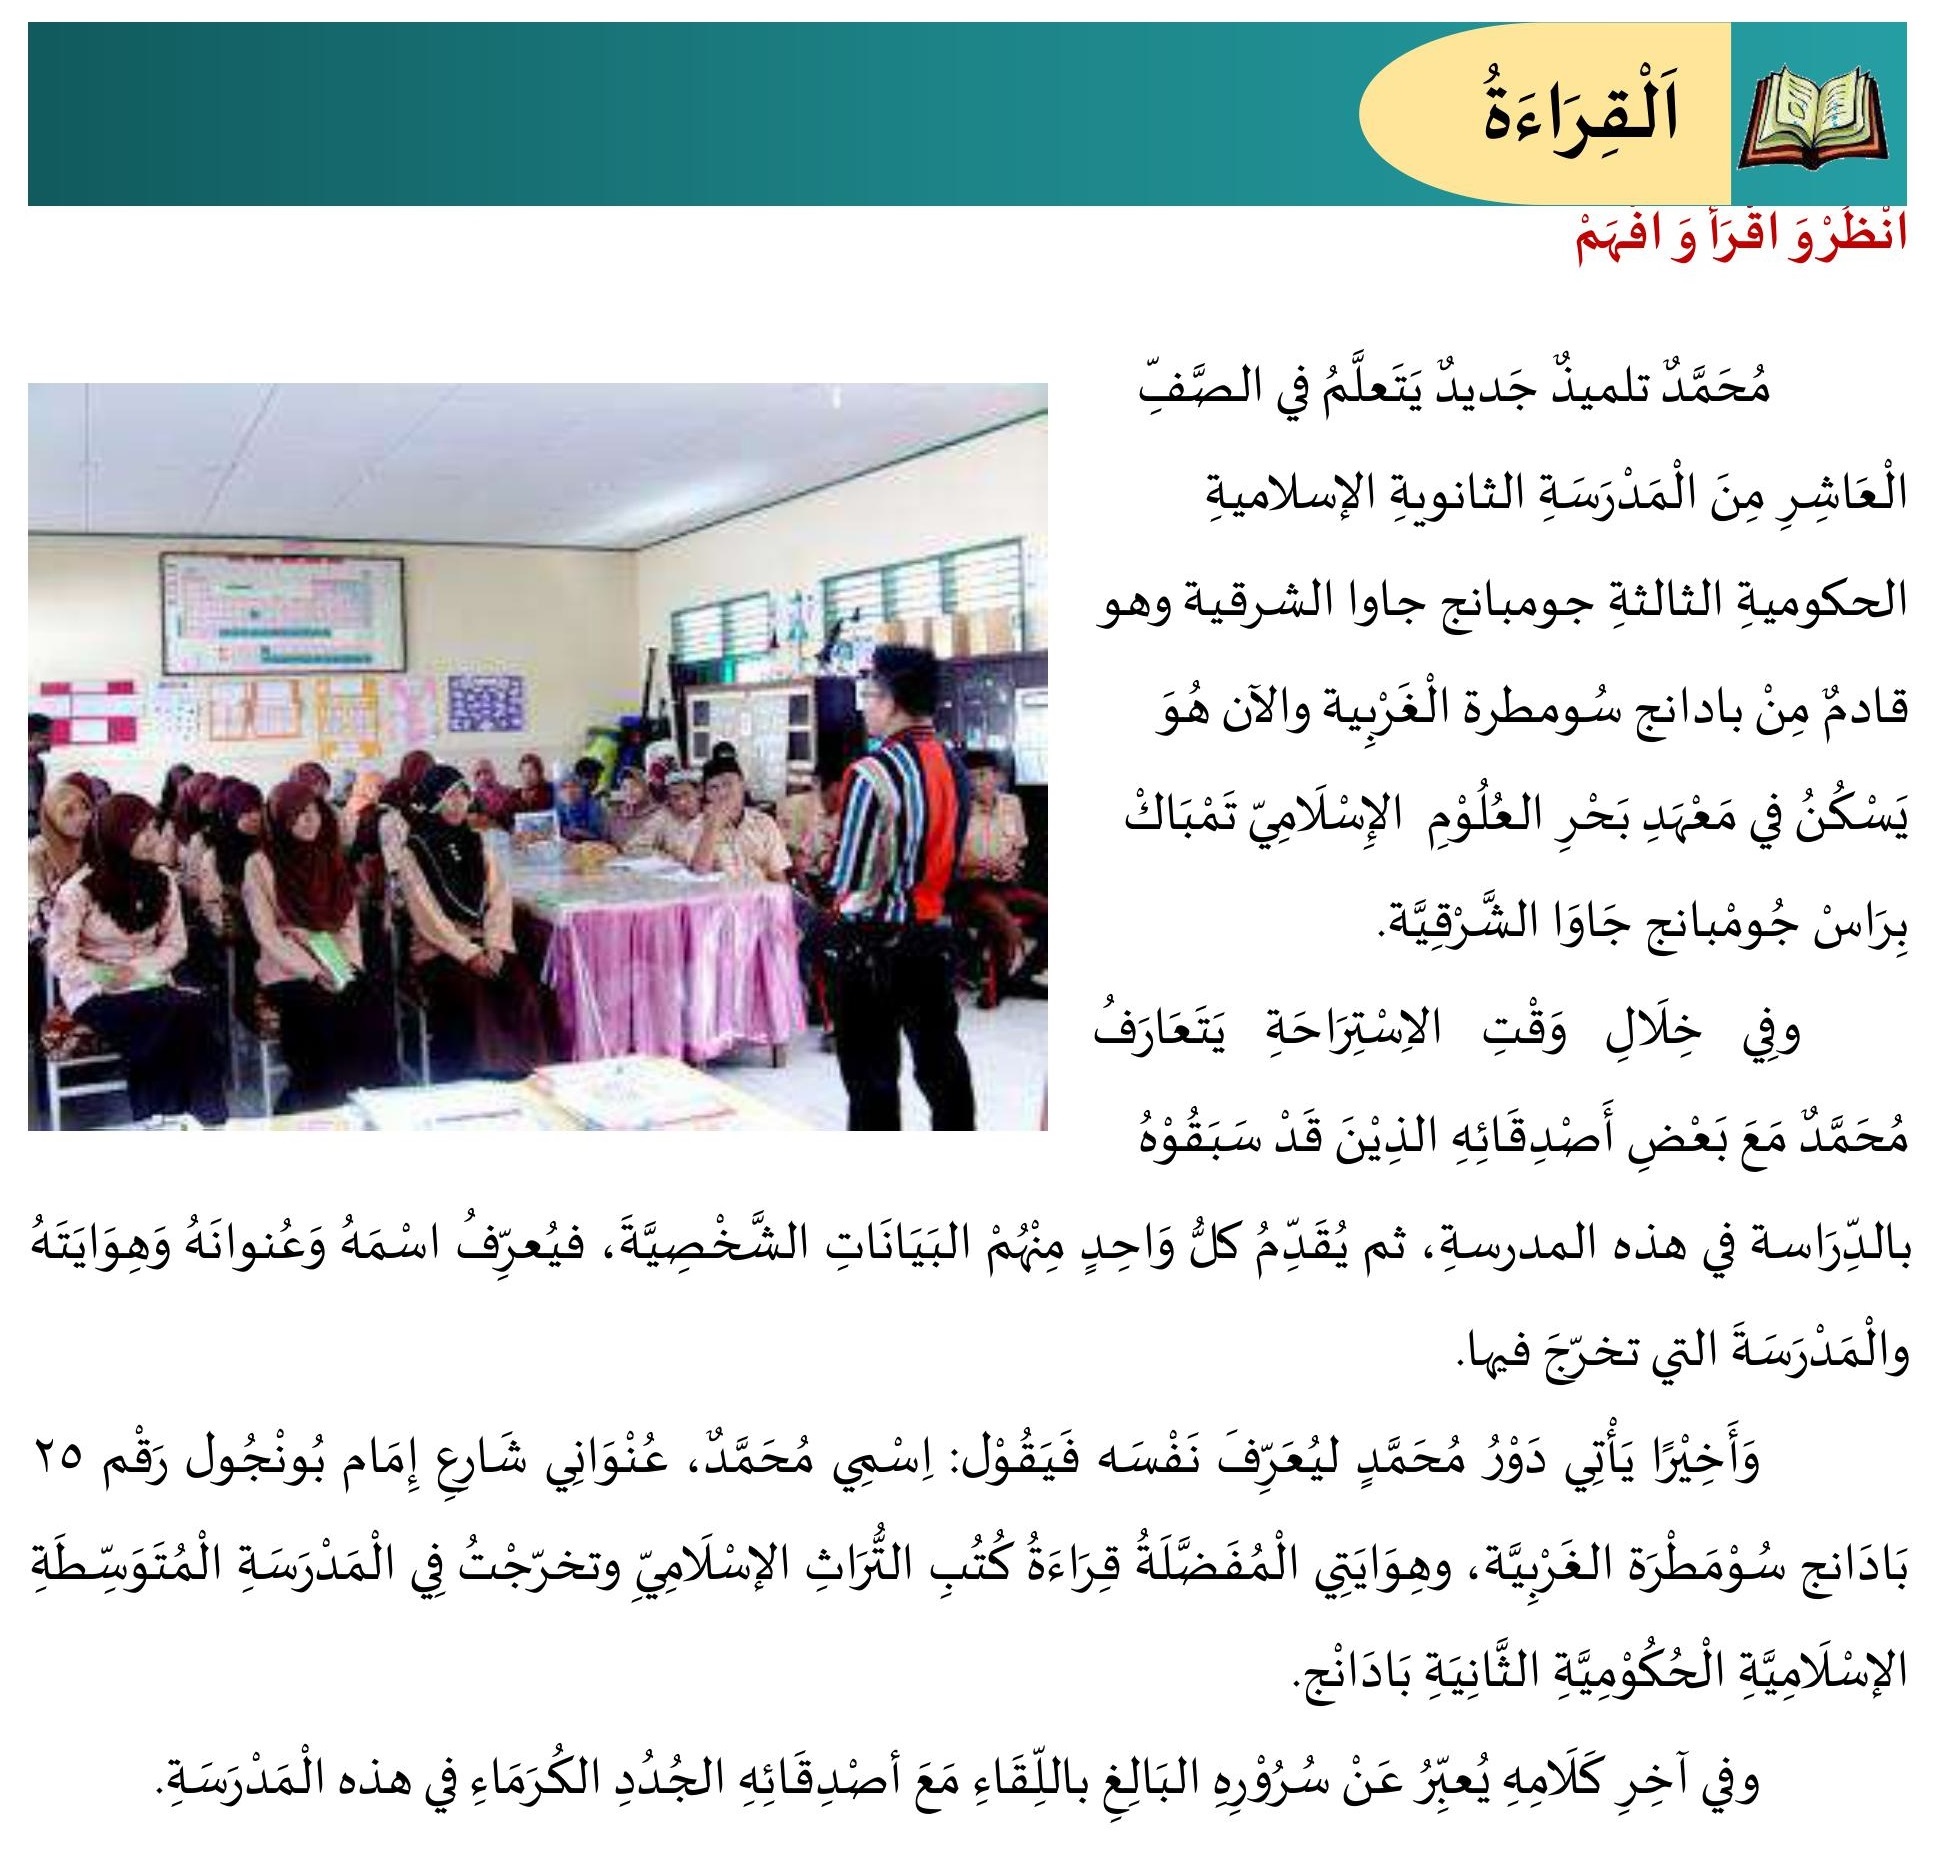 اَلْقِرَاءَةُ
انْظُرْ وَ اقْرَأْ وَ افْهَمْ
مُحَمَّدٌ تلميذٌ جَديدٌ يَتَعلَّمُ في الصَّفِّ
الْعَاشِرِ مِنَ الْمَدْرَسَةِ الثانويةِ الإسلاميةِ
الحكوميةِ الثالثةِ جومبانج جاوا الشرقية وهو
قادمٌ مِنْ بادانج سُومطرة الْغَرْبِية والآن هُوَ
يَسْكُنُ في مَعْهَدِ بَحْرِ العُلُوْمِ الإِسْلَامِيّ تَمْبَاكْ
بِرَاسْ جُومْبانج جَاوَا الشَّرْقِيَّة.
وفِي خِلَالِ وَقْتِ الاِسْتِرَاحَةِ يَتَعَارَفُ
مُحَمَّدٌ مَعَ بَعْضِ أَصْدِقَائِهِ الذِيْنَ قَدْ سَبَقُوْهُ
بالدِّرَاسة في هذه المدرسةِ، ثم يُقَدِّمُ كلُّ وَاحِدٍ مِنْهُمْ البَيَانَاتِ الشَّخْصِيَّةَ، فيُعرِّفُ اسْمَهُ وَعُنوانَهُ وَهِوَايَتَهُ
والْمَدْرَسَةَ التي تخرّجَ فيها.
وَأَخِيْرًا يَأْتِي دَوْرُ مُحَمَّدٍ ليُعَرِّفَ نَفْسَه فَيَقُوْل: اِسْمِي مُحَمَّدٌ، عُنْوَانِي شَارِعِ إِمَام بُونْجُول رَقْم ٢٥
بَادَانج سُوْمَطْرَة الغَرْبِيَّة، وهِوَايَتِي الْمُفَضَّلَةُ قِرَاءَةُ كُتُبِ التُّرَاثِ الإسْلَامِيِّ وتخرّجْتُ فِي الْمَدْرَسَةِ الْمُتَوَسِّطَةِ
الإسْلَامِيَّةِ الْحُكُوْمِيَّةِ الثَّانِيَةِ بَادَانْج.
وفي آخِرِ كَلَامِهِ يُعبِّرُ عَنْ سُرُوْرِهِ البَالِغِ باللِّقَاءِ مَعَ أصْدِقَائِهِ الجُدُدِ الكُرَمَاءِ في هذه الْمَدْرَسَةِ.